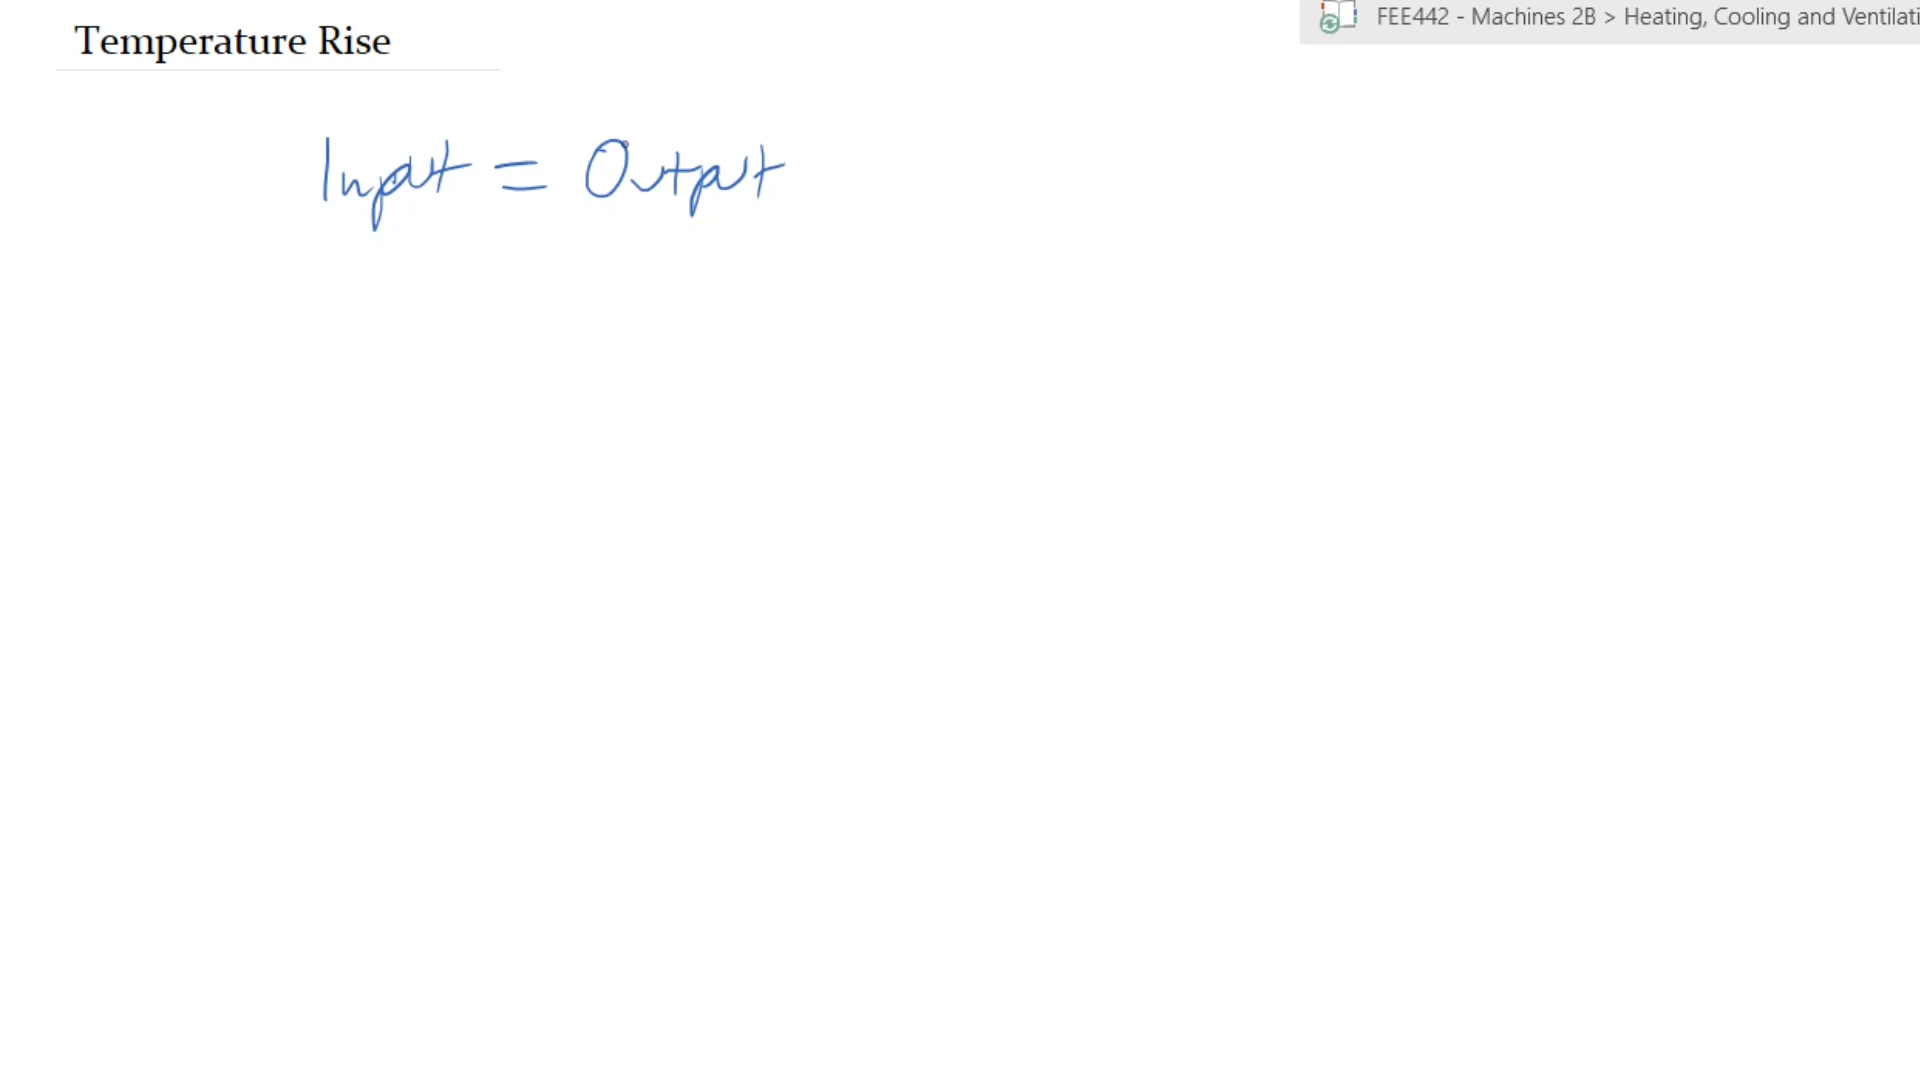 Temperature Rise
FEE442 - Machines 2B > Heating, Cooling and Ventilati
Input = Output